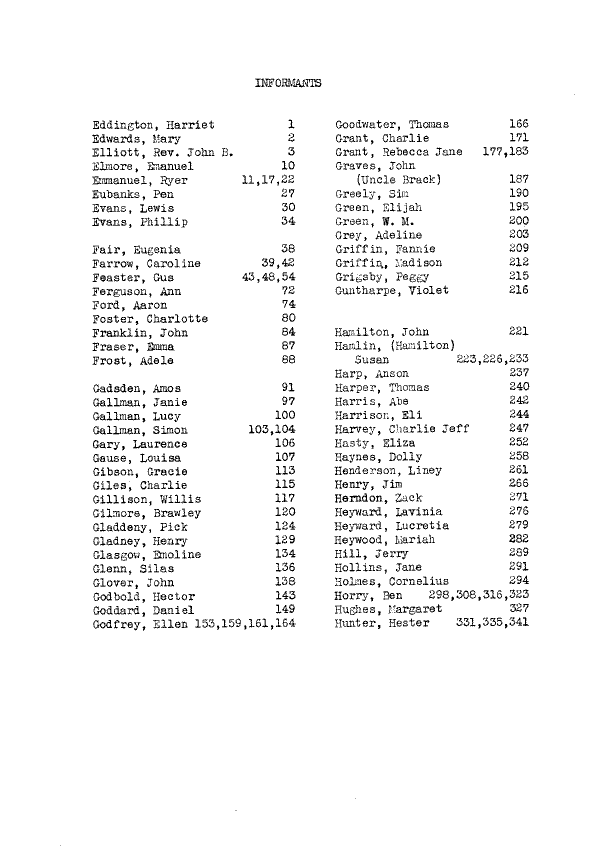 INFORMANTS
Eddington, Harriet 1
Edwards, Mary 2
Elliott, Rev. John B. 3
Elmore, Emanuel 10
Emmanuel, Ryer 11,17,22
Eubanks, Pen 27
Evans, Lewis 30
Evans, Phillip 34
Fair, Eugenia 38
Farrow, Caroline 39,42
Feaster, Gus 43,48,54
Ferguson, Ann 72
Ford, Aaron 74
Foster, Charlotte 80
Franklin, John 84
Fraser, Emma 87
Frost, Adele 88
Gadsden, Amos 91
Gallman, Janie 97
Gallman, Lucy 100
Gallman, Simon 103,104
Gary, Laurence 106
Gause, Louisa 107
Gibson, Gracie 113
Giles, Charlie 115
Gillison, Willis 117
Gilmore, Brawley 120
Gladdeny, Pick 124
Gladney, Henry 129
Glasgow, Emoline 134
Glenn, Silas 136
Glover, John 138
Godbold, Hector 143
Goddard, Daniel 149
Godfrey, Ellen 153,159,161,164
Goodwater, Thomas 166
Grant, Charlie 171
Grant, Rebecca Jane 177,183
Graves, John
(Uncle Brack) 187
Greely, Sim 190
Green, Elijah 195
Green, W. M. 200
Grey, Adeline 203
Griffin, Fannie 209
Griffin, Madison 212
Grigsby, Peggy 215
Guntharpe, Violet 216
Hamilton, John 221
Hamlin, (Hamilton)
Susan 223,226,233
Harp, Anson 237
Harper, Thomas 240
Harris, Abe 242
Harrison, Eli 244
Harvey, Charlie Jeff 247
Hasty, Eliza 252
Haynes, Dolly 258
Henderson, Liney 261
Henry, Jim 266
Herndon, Zack 271
Heyward, Lavinia 276
Heyward, Lucretia 279
Heywood, Mariah 282
Hill, Jerry 289
Hollins, Jane 291
Holmes, Cornelius 294
Horry, Ben 298,308,316,323
Hughes, Margaret 327
Hunter, Hester 331,335,341